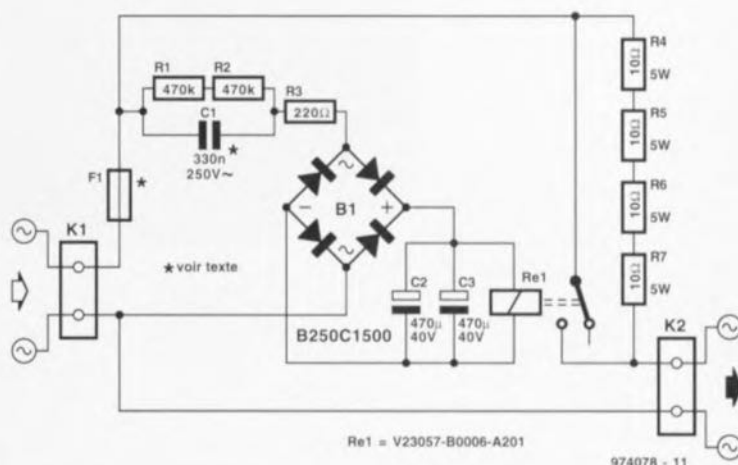 R1
R2
470k
470k
C1
★
330n
250V~
R3
220Ω
R4
10Ω
5W
R5
10Ω
5W
R6
10Ω
5W
R7
10Ω
5W
F1
★
K1
★ voir texte
B1
−
+
B250C1500
C2
470µ
40V
C3
470µ
40V
Re1
K2
Re1 = V23057-B0006-A201
974078 - 11